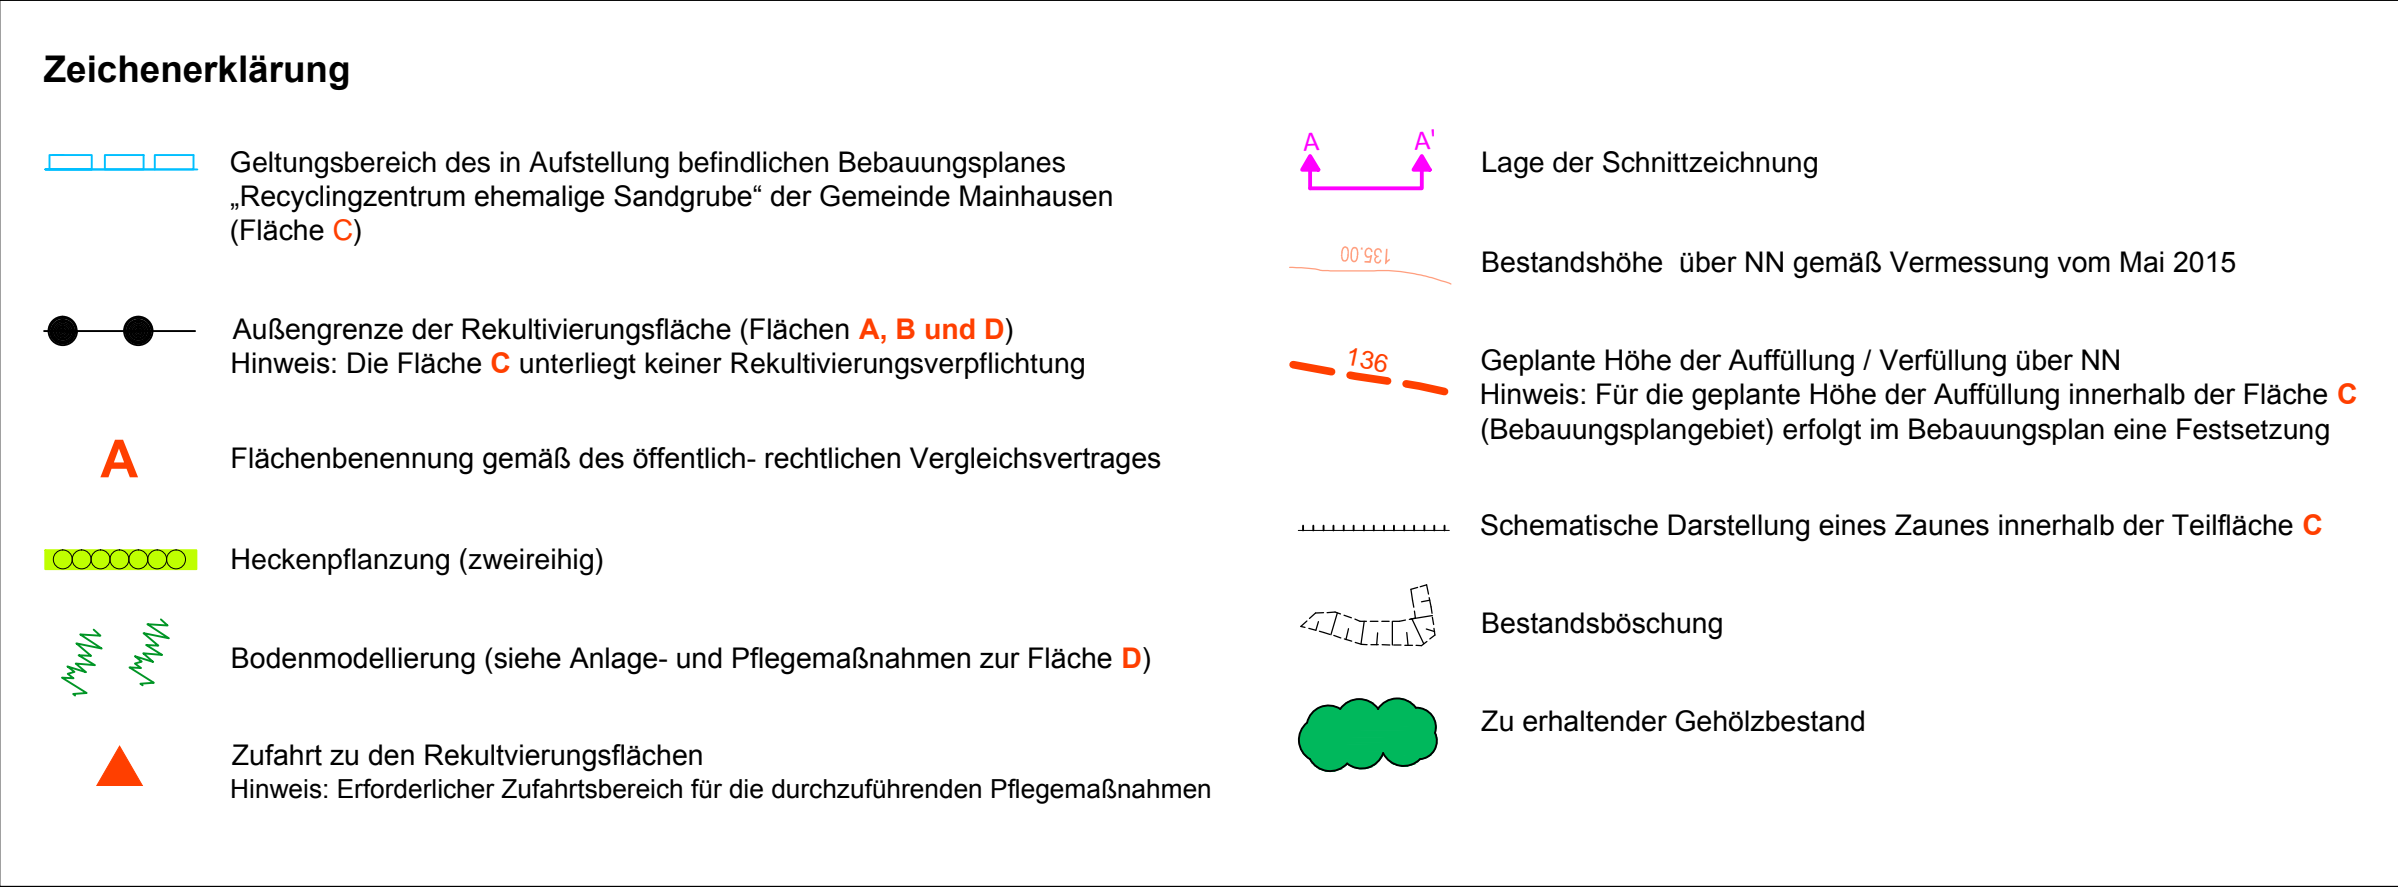 Zeichenerklärung
Geltungsbereich des in Aufstellung befindlichen Bebauungsplanes
„Recyclingzentrum ehemalige Sandgrube“ der Gemeinde Mainhausen
(Fläche C)
Außengrenze der Rekultivierungsfläche (Flächen A, B und D)
Hinweis: Die Fläche C unterliegt keiner Rekultivierungsverpflichtung
A
Flächenbenennung gemäß des öffentlich- rechtlichen Vergleichsvertrages
Heckenpflanzung (zweireihig)
Bodenmodellierung (siehe Anlage- und Pflegemaßnahmen zur Fläche D)
Zufahrt zu den Rekultvierungsflächen
Hinweis: Erforderlicher Zufahrtsbereich für die durchzuführenden Pflegemaßnahmen
A A'
Lage der Schnittzeichnung
135.00
Bestandshöhe  über NN gemäß Vermessung vom Mai 2015
136
Geplante Höhe der Auffüllung / Verfüllung über NN
Hinweis: Für die geplante Höhe der Auffüllung innerhalb der Fläche C
(Bebauungsplangebiet) erfolgt im Bebauungsplan eine Festsetzung
Schematische Darstellung eines Zaunes innerhalb der Teilfläche C
Bestandsböschung
Zu erhaltender Gehölzbestand